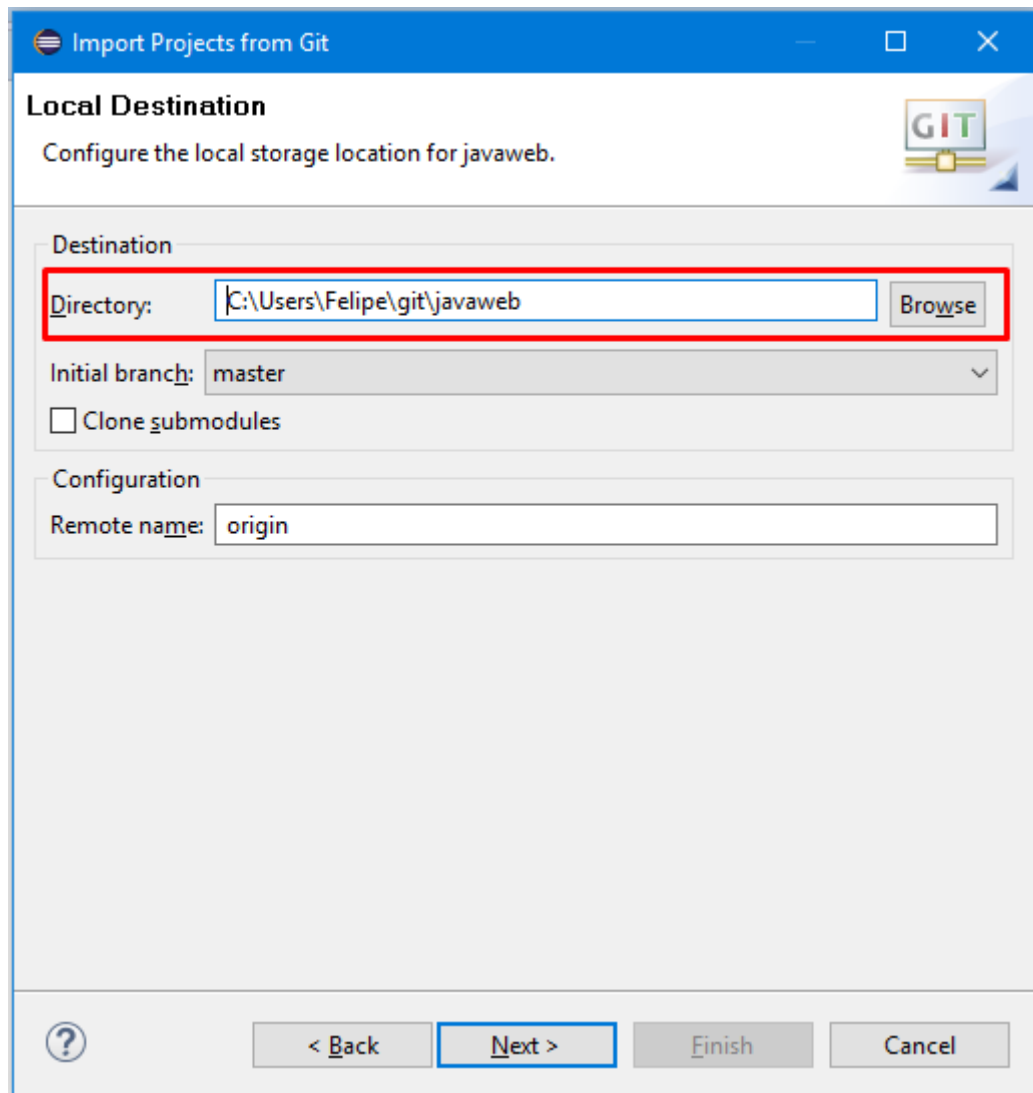 Import Projects from Git
Local Destination
Configure the local storage location for javaweb.
GIT
Destination
Directory: C:\Users\Felipe\git\javaweb Browse
Initial branch: master
Clone submodules
Configuration
Remote name: origin
? < Back Next > Finish Cancel